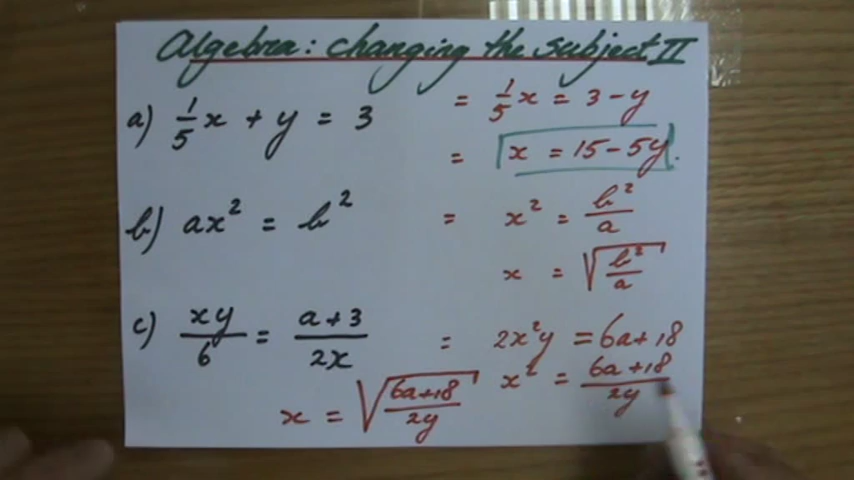 Algebra: changing the subject II
a) 1/5 x + y = 3 = 1/5 x = 3 - y
= x = 15 - 5y.
b) ax² = b² = x² = b²/a
x = √(b²/a)
c) xy/6 = (a+3)/2x = 2x²y = 6a+18
x² = (6a+18)/2y
x = √((6a+18)/2y)